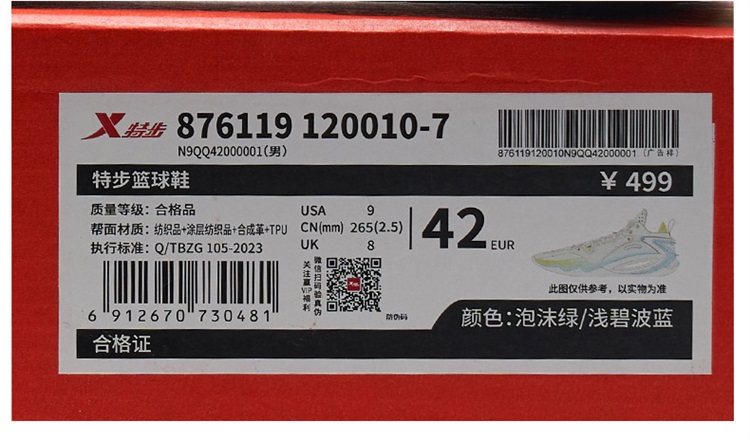 特步 876119 120010-7
N9QQ42000001(男)
876119120010N9QQ42000001 (广告样)
特步篮球鞋 ¥ 499
质量等级：合格品
帮面材质：纺织品+涂层纺织品+合成革+TPU
执行标准：Q/TBZG 105-2023
USA 9
CN(mm) 265(2.5)
UK 8
42 EUR
此图仅供参考，以实物为准
6 912670 730481
关注赢VIP福利
微信扫码验真伪
防伪码
颜色：泡沫绿/浅碧波蓝
合格证